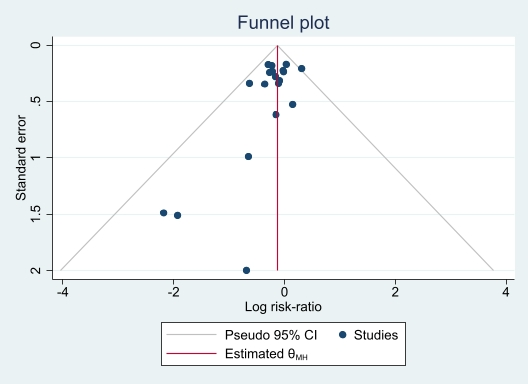 Funnel plot
Standard error
0
.5
1
1.5
2
-4
-2
0
2
4
Log risk-ratio
Pseudo 95% CI
Studies
Estimated θMH